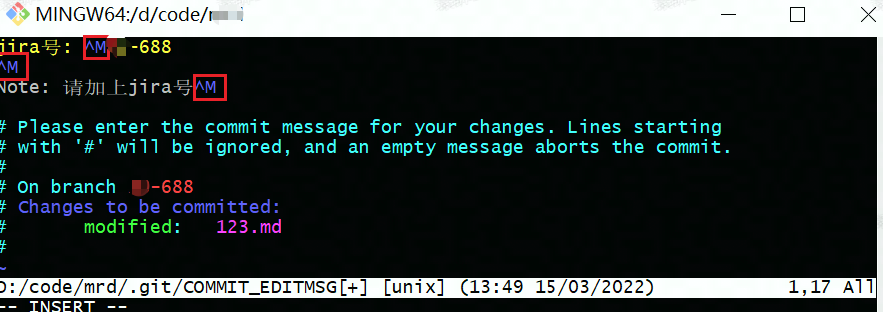 MINGW64:/d/code/
jira号: ^M -688
^M
Note: 请加上jira号^M
# Please enter the commit message for your changes. Lines starting
# with '#' will be ignored, and an empty message aborts the commit.
#
# On branch -688
# Changes to be committed:
#       modified:   123.md
#
~
D:/code/mrd/.git/COMMIT_EDITMSG[+] [unix] (13:49 15/03/2022) 1,17 All
-- INSERT --